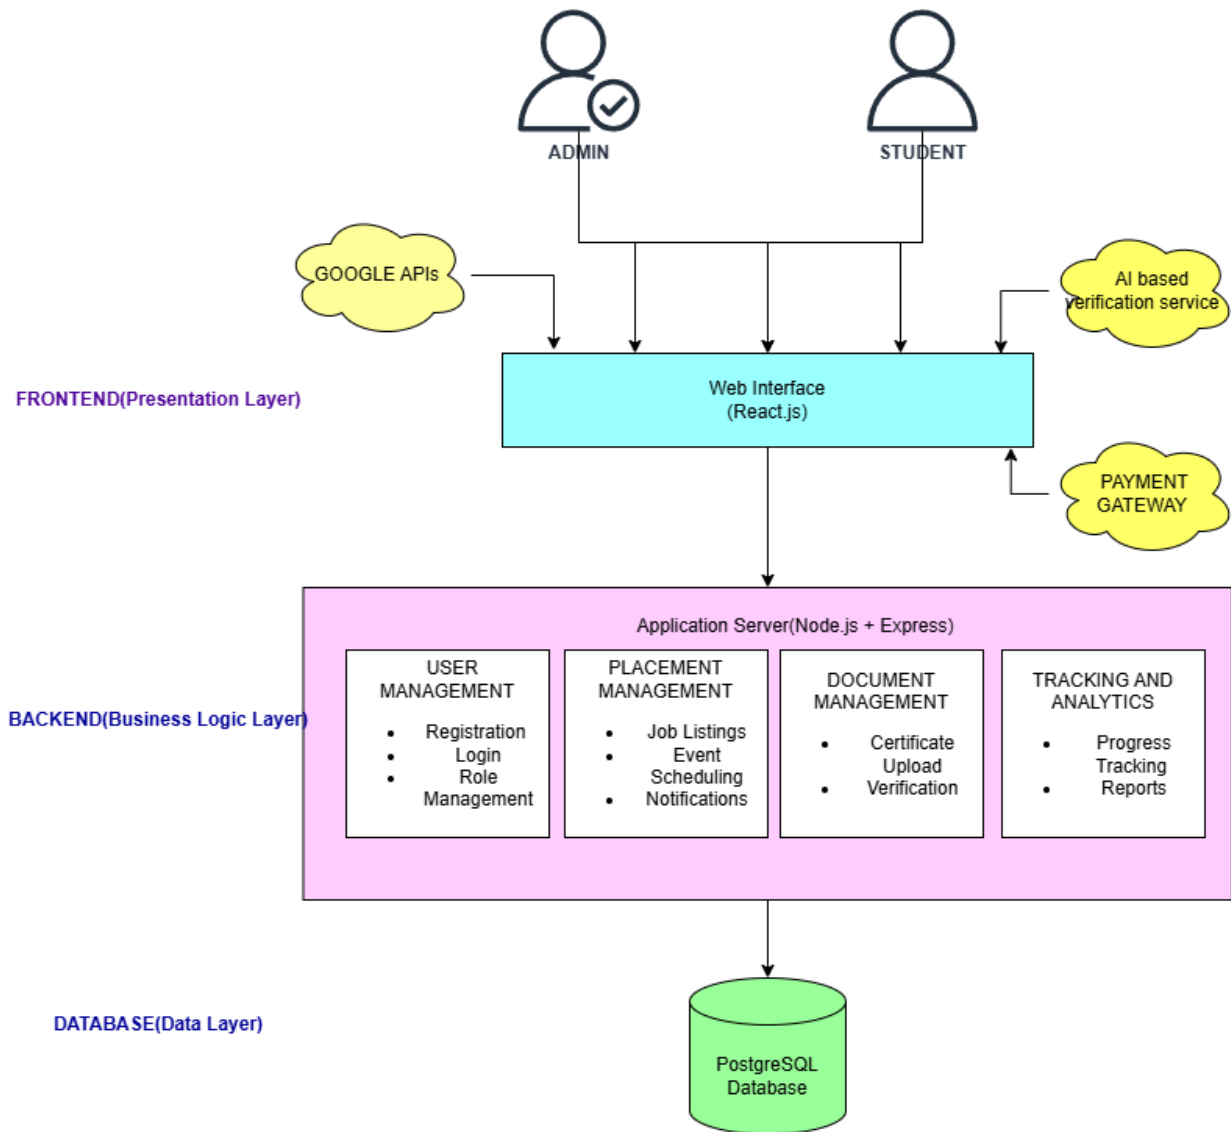 ADMIN
STUDENT
GOOGLE APIs
AI based
verification service
Web Interface
(React.js)
FRONTEND(Presentation Layer)
PAYMENT
GATEWAY
Application Server(Node.js + Express)
USER
MANAGEMENT
• Registration
• Login
• Role
Management
PLACEMENT
MANAGEMENT
• Job Listings
• Event
Scheduling
• Notifications
DOCUMENT
MANAGEMENT
• Certificate
Upload
• Verification
TRACKING AND
ANALYTICS
• Progress
Tracking
• Reports
BACKEND(Business Logic Layer)
DATABASE(Data Layer)
PostgreSQL
Database